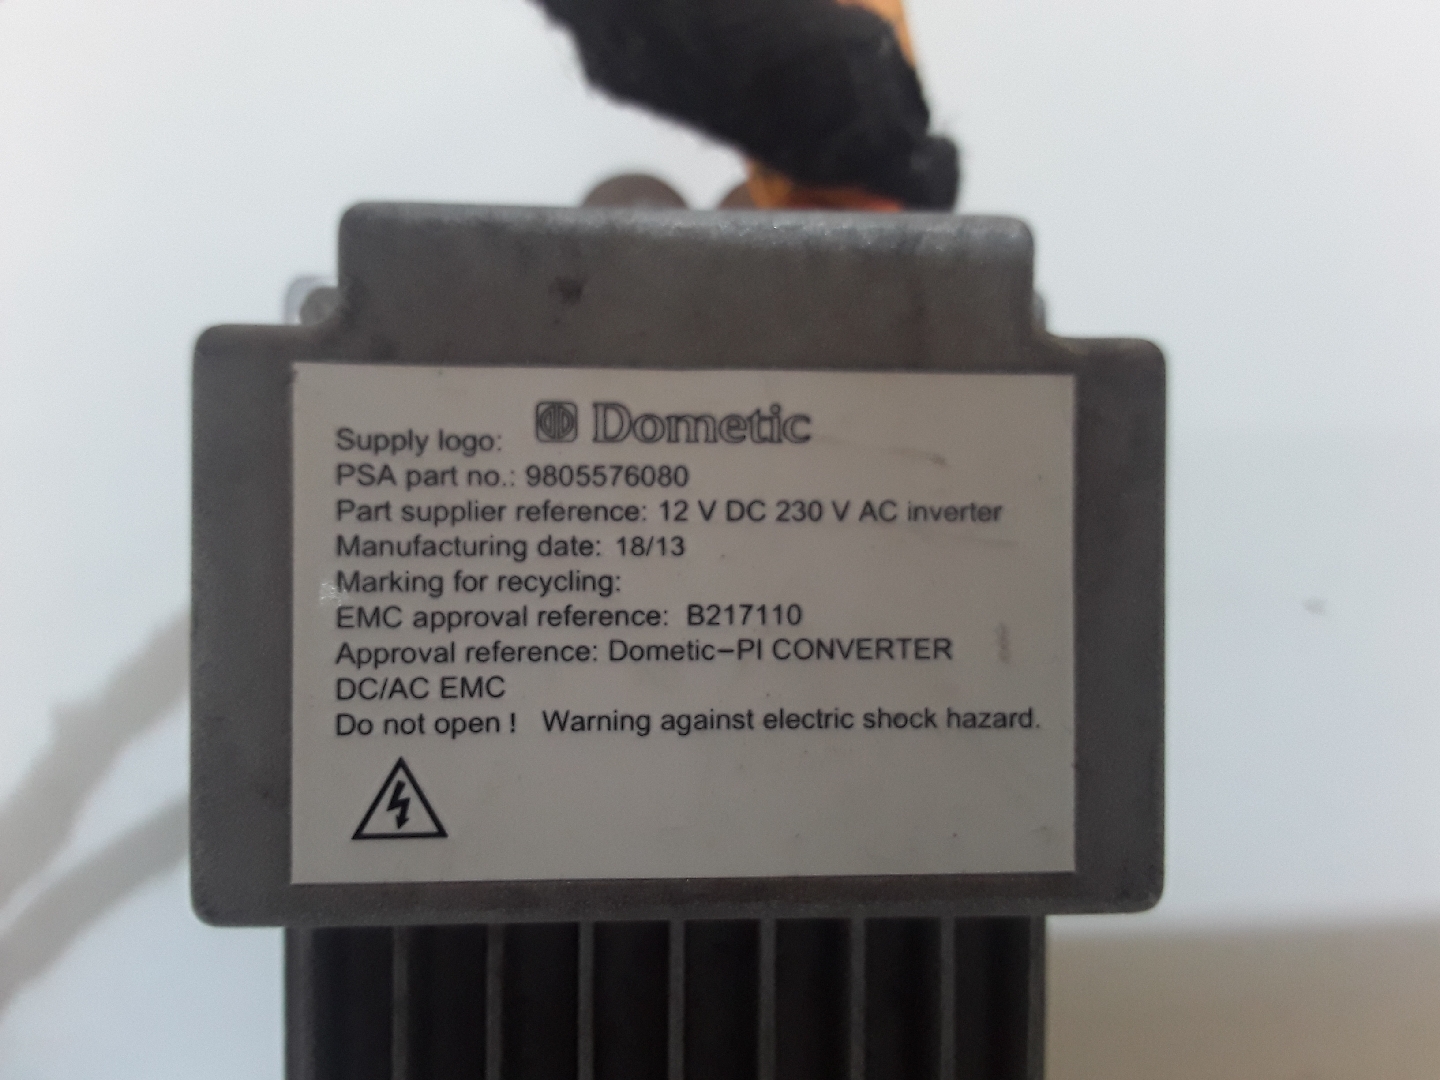 Supply logo: Dometic
PSA part no.: 9805576080
Part supplier reference: 12 V DC 230 V AC inverter
Manufacturing date: 18/13
Marking for recycling:
EMC approval reference: B217110
Approval reference: Dometic–PI CONVERTER
DC/AC EMC
Do not open ! Warning against electric shock hazard.